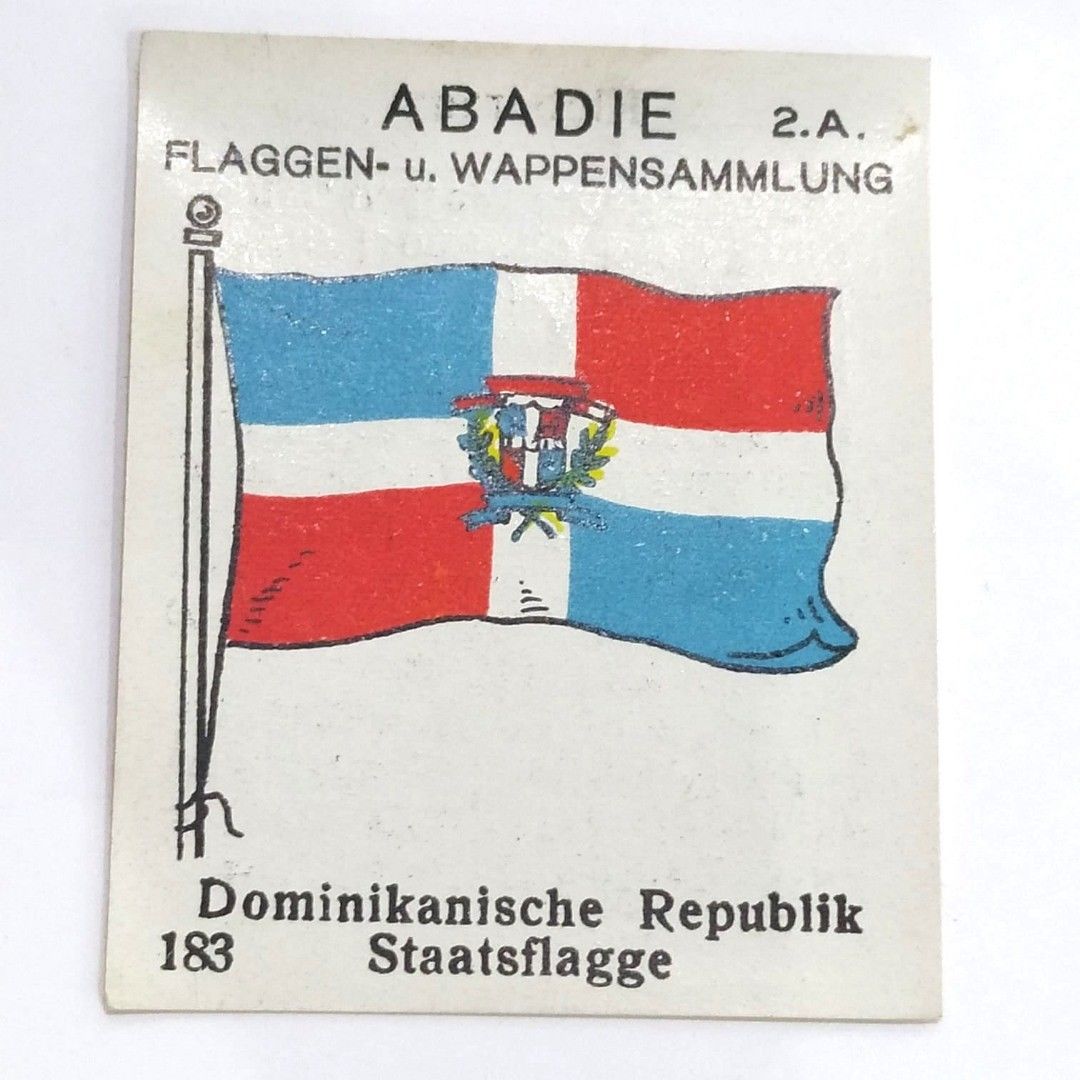 ABADIE 2.A.
FLAGGEN- u. WAPPENSAMMLUNG
Dominikanische Republik
183 Staatsflagge